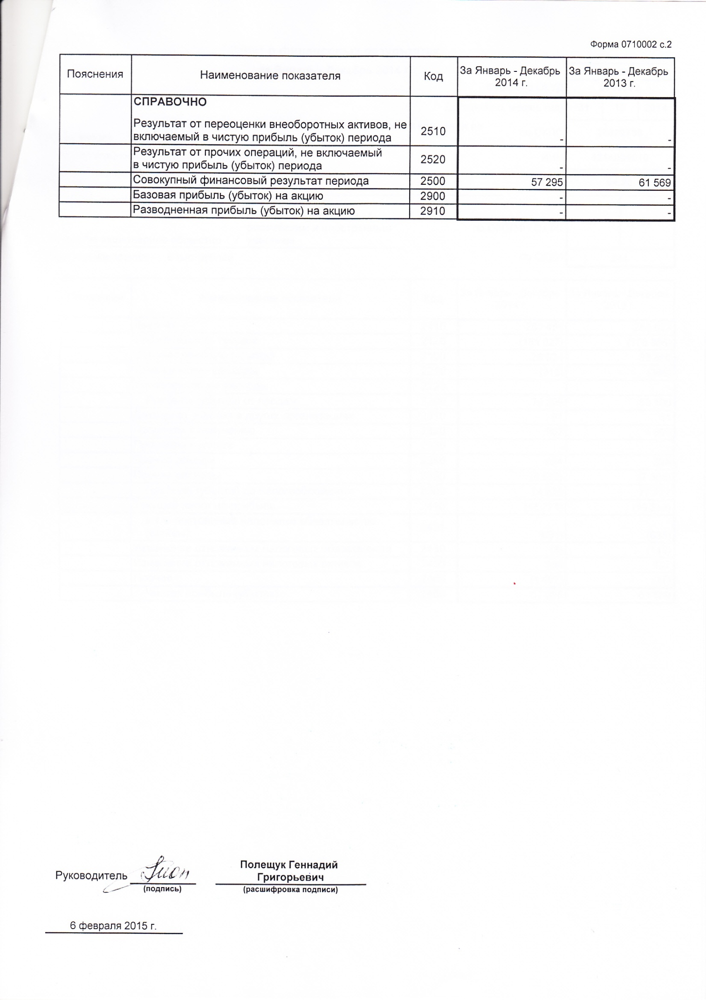 Форма 0710002 с.2
Пояснения
Наименование показателя
Код
За Январь - Декабрь
2014 г.
За Январь - Декабрь
2013 г.
СПРАВОЧНО
Результат от переоценки внеоборотных активов, не
включаемый в чистую прибыль (убыток) периода
2510
-
-
Результат от прочих операций, не включаемый
в чистую прибыль (убыток) периода
2520
-
-
Совокупный финансовый результат периода 2500 57 295 61 569
Базовая прибыль (убыток) на акцию 2900 - -
Разводненная прибыль (убыток) на акцию 2910 - -
Полещук Геннадий
Руководитель
Григорьевич
(подпись) (расшифровка подписи)
6 февраля 2015 г.